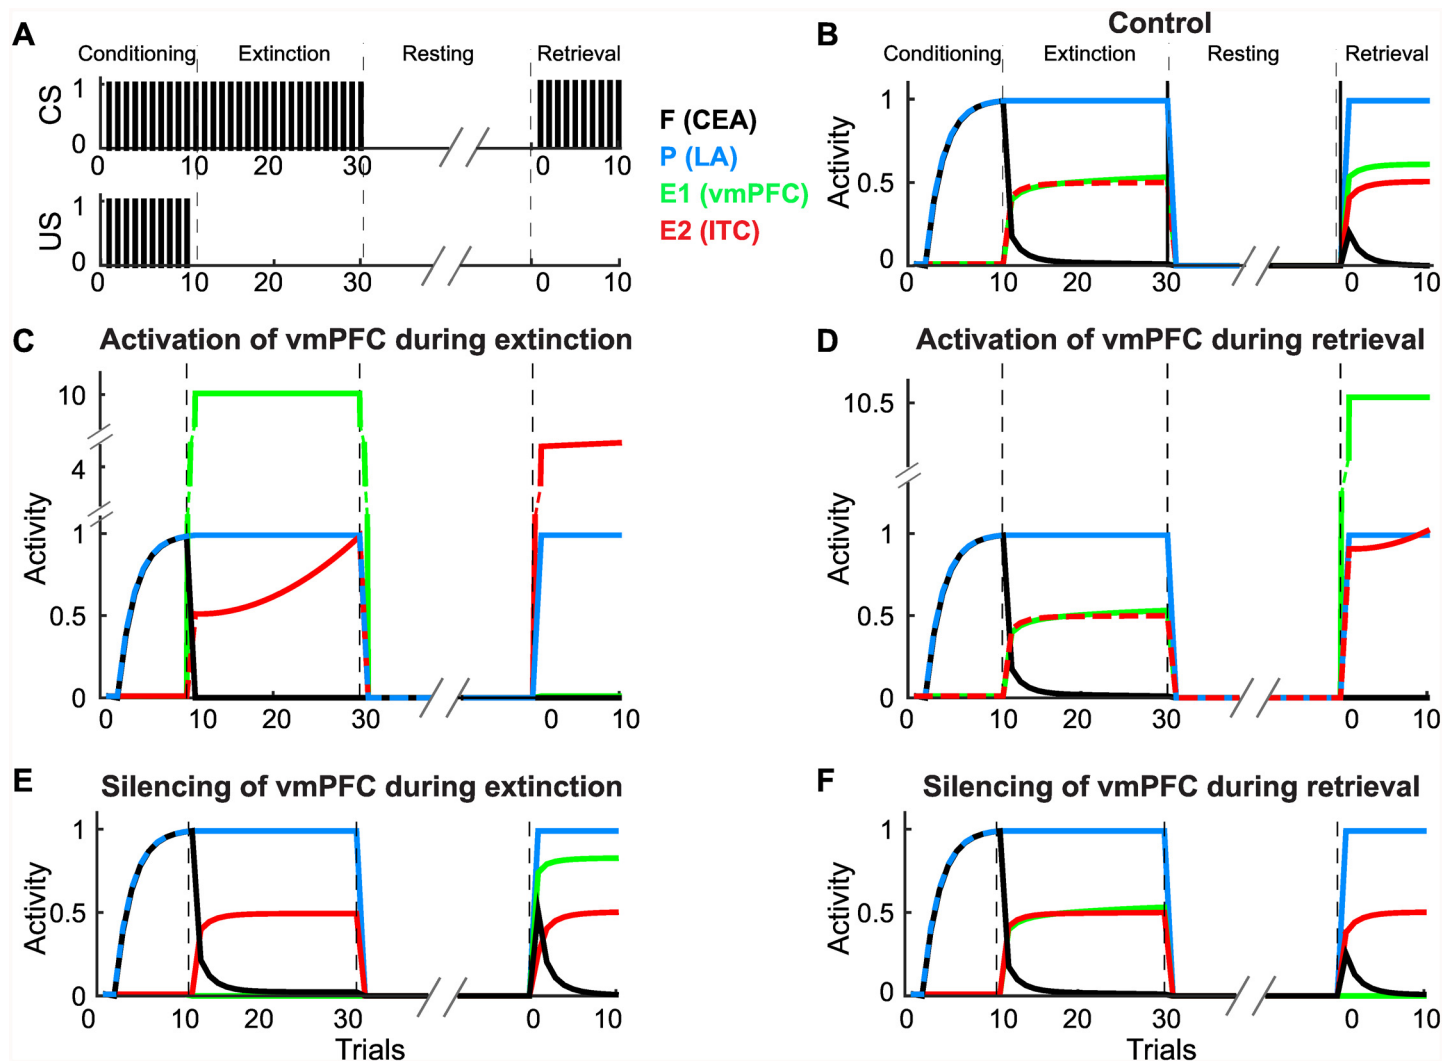 A
Conditioning Extinction Resting Retrieval
CS
1
0
0 10 20 30 0 10
US
1
0
0 10 20 30 0 10
F (CEA)
P (LA)
E1 (vmPFC)
E2 (ITC)
B
Control
Conditioning Extinction Resting Retrieval
Activity
1
0.5
0
0 10 20 30 0 10
C
Activation of vmPFC during extinction
Activity
10
4
1
0.5
0
0 10 20 30 0 10
D
Activation of vmPFC during retrieval
Activity
10.5
1
0.5
0
0 10 20 30 0 10
E
Silencing of vmPFC during extinction
Activity
1
0.5
0
0 10 20 30 0 10
Trials
F
Silencing of vmPFC during retrieval
Activity
1
0.5
0
0 10 20 30 0 10
Trials